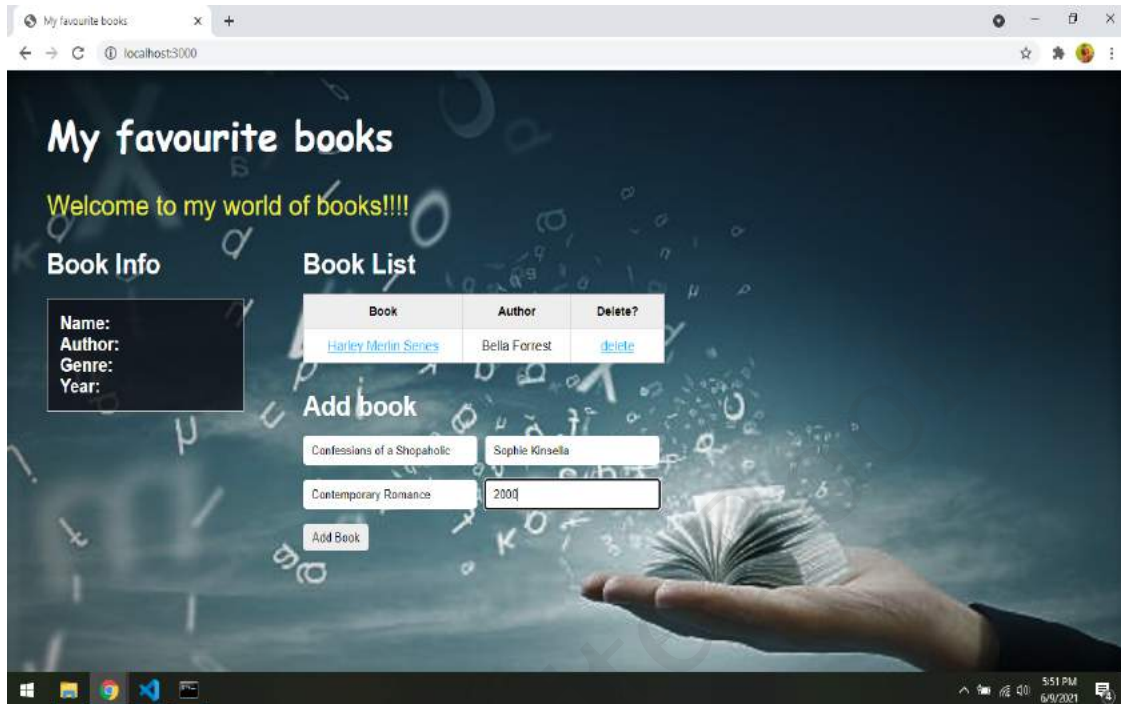 My favourite books
localhost:3000
My favourite books
Welcome to my world of books!!!!
Book Info
Name:
Author:
Genre:
Year:
Book List
Book Author Delete?
Harley Merlin Series Bella Forrest delete
Add book
Confessions of a Shopaholic Sophie Kinsella
Contemporary Romance 2000
Add Book
5:51 PM
6/9/2021